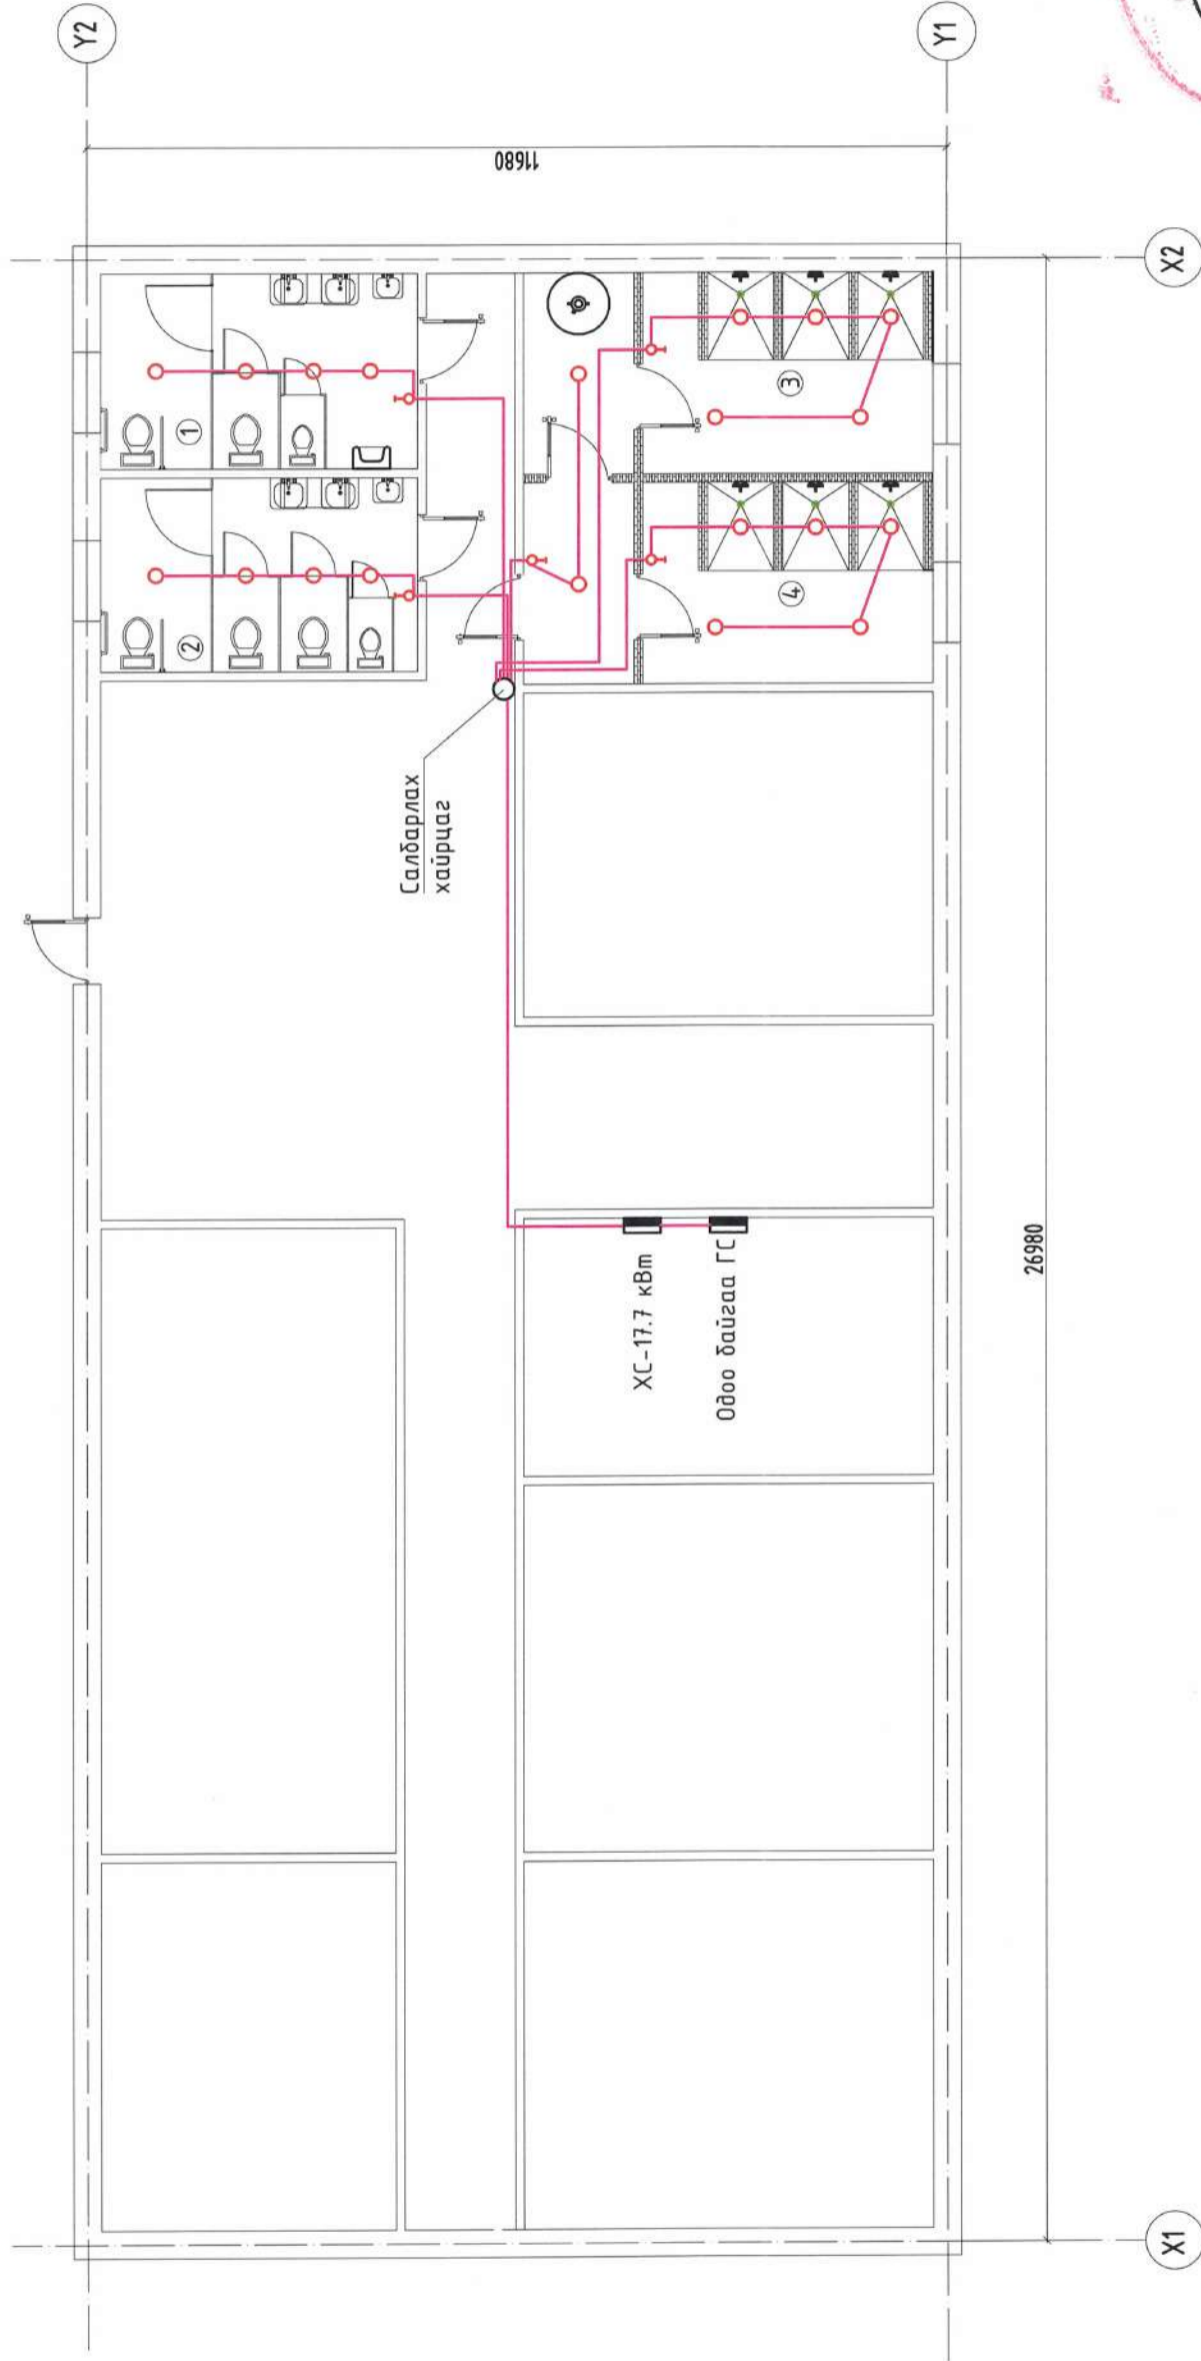 Y2
Y1
11680
X2
1
2
3
4
Салбарлах
хайрцаг
ХС-17.7 кВт
Одоо байгаа ГС
26980
X1